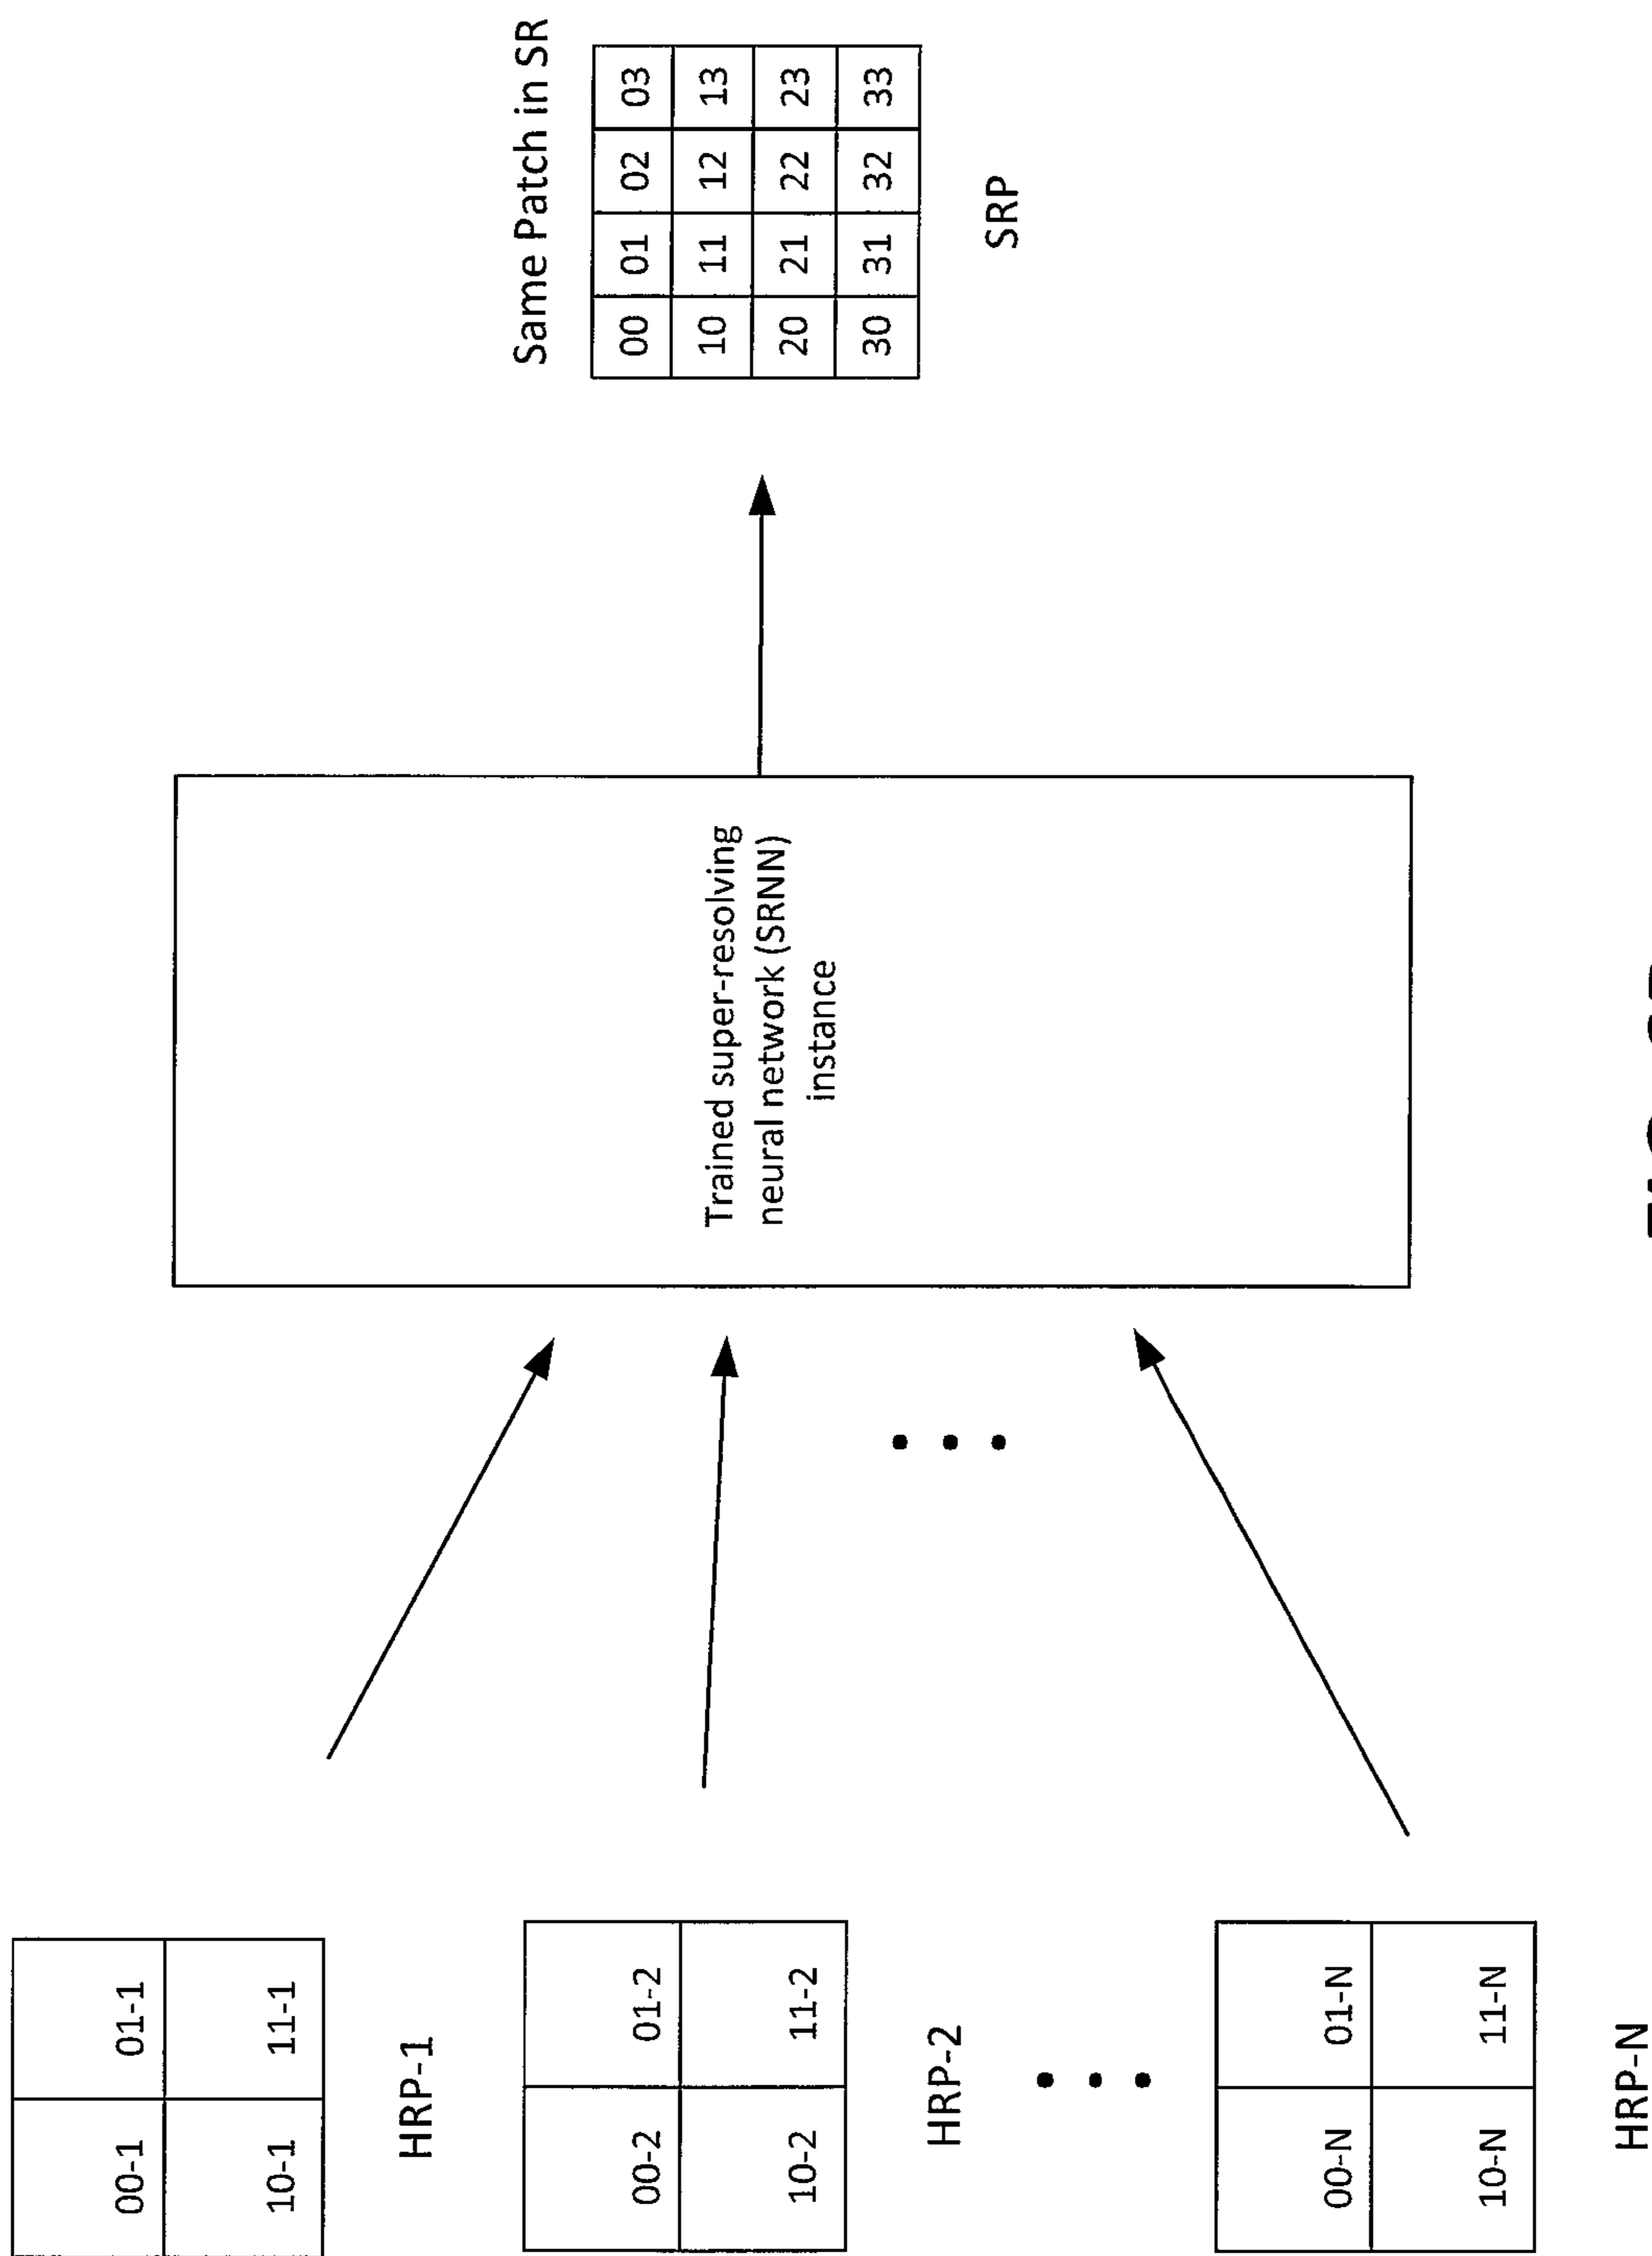 00-1 01-1
10-1 11-1
HRP-1
00-2 01-2
10-2 11-2
HRP-2
00-N 01-N
10-N 11-N
HRP-N
Trained super-resolving
neural network (SRNN)
instance
Same Patch in SR
00 01 02 03
10 11 12 13
20 21 22 23
30 31 32 33
SRP